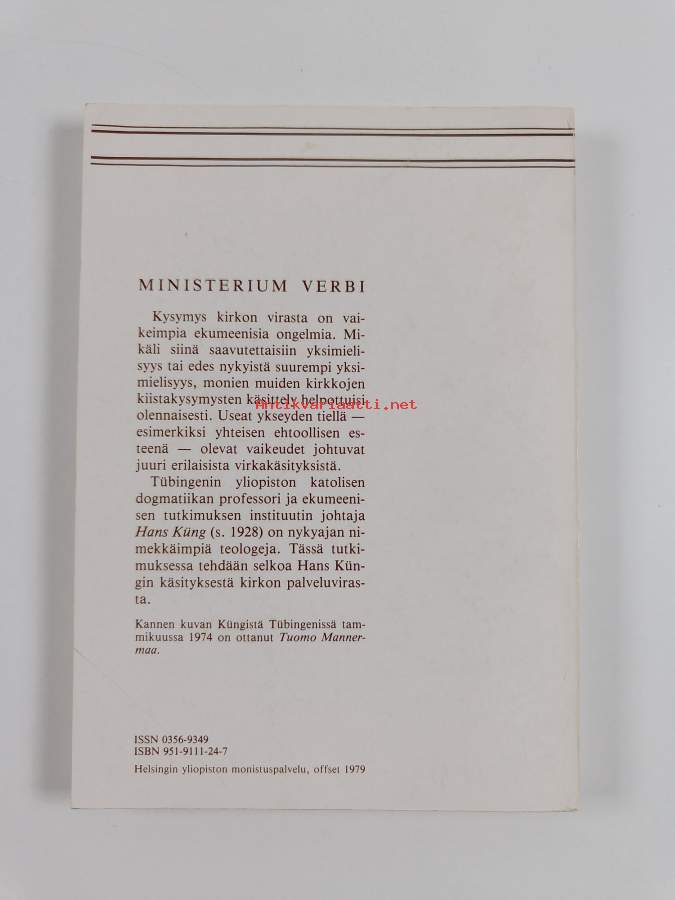 MINISTERIUM VERBI
Kysymys kirkon virasta on vai-
keimpia ekumeenisia ongelmia. Mi-
käli siinä saavutettaisiin yksimieli-
syys tai edes nykyistä suurempi yksi-
mielisyys, monien muiden kirkkojen
kiistakysymysten käsittely helpottuisi
Antikvariaatti.net
olennaisesti. Useat ykseyden tiellä —
esimerkiksi yhteisen ehtoollisen es-
teenä — olevat vaikeudet johtuvat
juuri erilaisista virkakäsityksistä.
Tübingenin yliopiston katolisen
dogmatiikan professori ja ekumeeni-
sen tutkimuksen instituutin johtaja
Hans Küng (s. 1928) on nykyajan ni-
mekkäimpiä teologeja. Tässä tutki-
muksessa tehdään selkoa Hans Kün-
gin käsityksestä kirkon palveluviras-
ta.
Kannen kuvan Küngistä Tübingenissä tam-
mikuussa 1974 on ottanut Tuomo Manner-
maa.
ISSN 0356-9349
ISBN 951-9111-24-7
Helsingin yliopiston monistuspalvelu, offset 1979